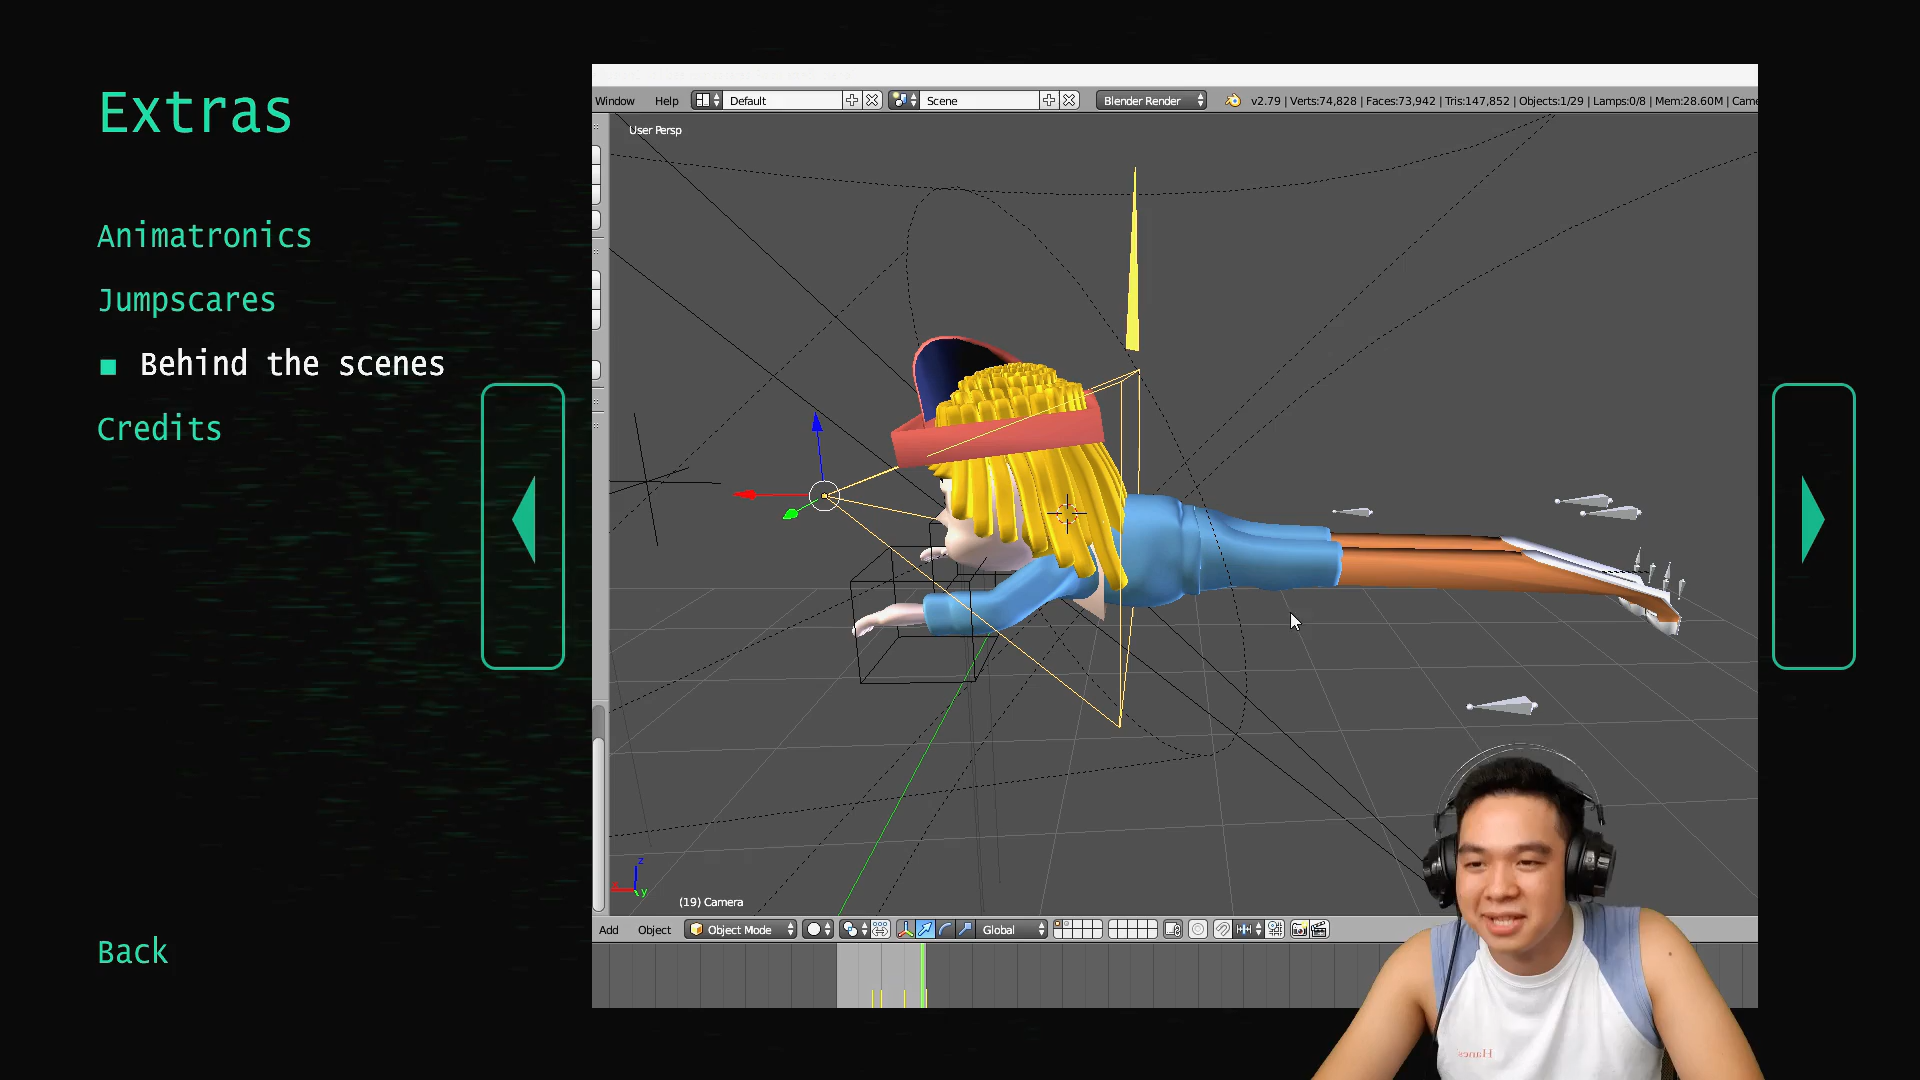 Extras
Animatronics
Jumpscares
Behind the scenes
Credits
Back
Window Help Default Scene Blender Render v2.79 | Verts:74,828 | Faces:73,942 | Tris:147,852 | Objects:1/29 | Lamps:0/8 | Mem:28.60M | Came
User Persp
z
y
(19) Camera
Add Object Object Mode Global
Hanes